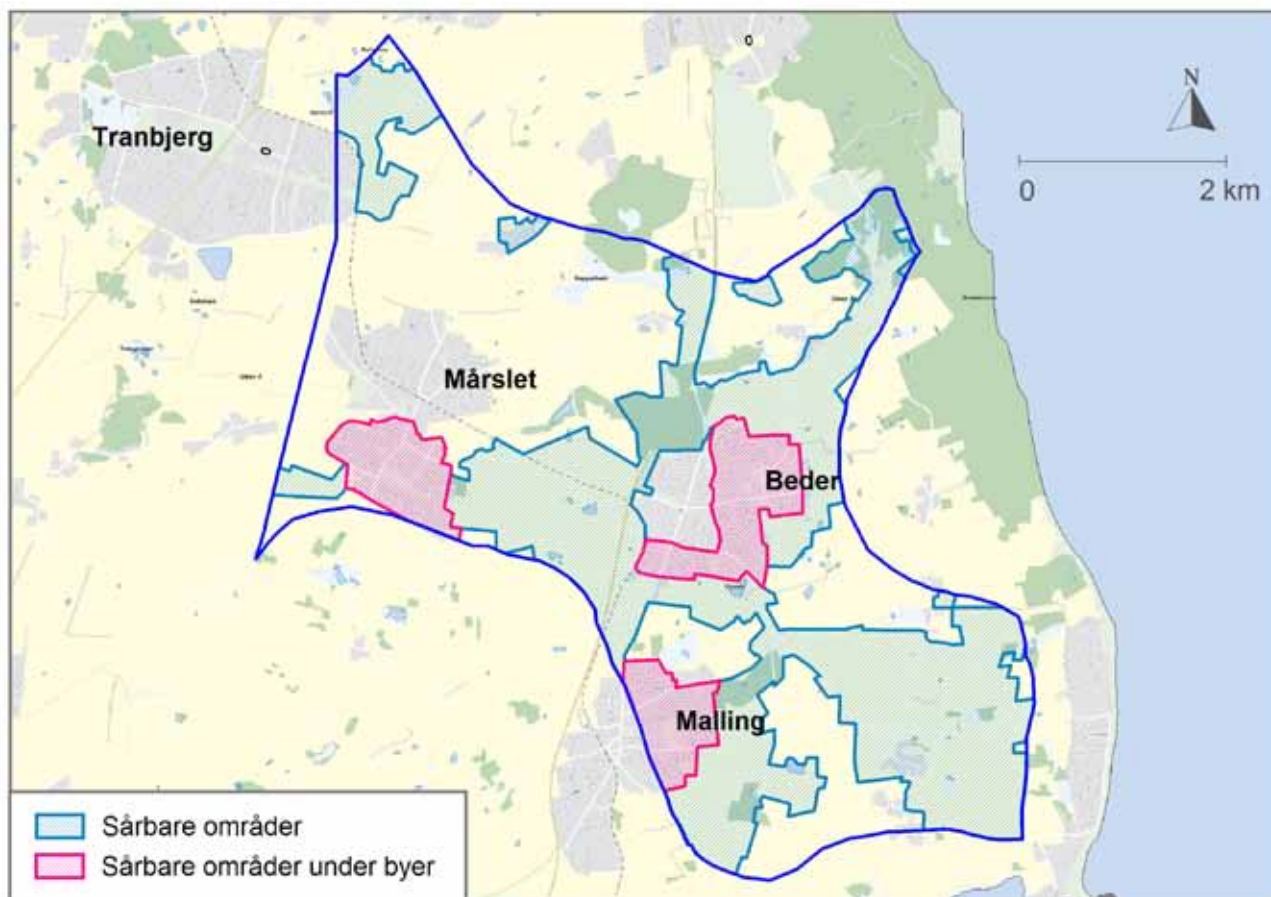 Tranbjerg
N
0 2 km
Mårslet
Beder
Malling
Sårbare områder
Sårbare områder under byer